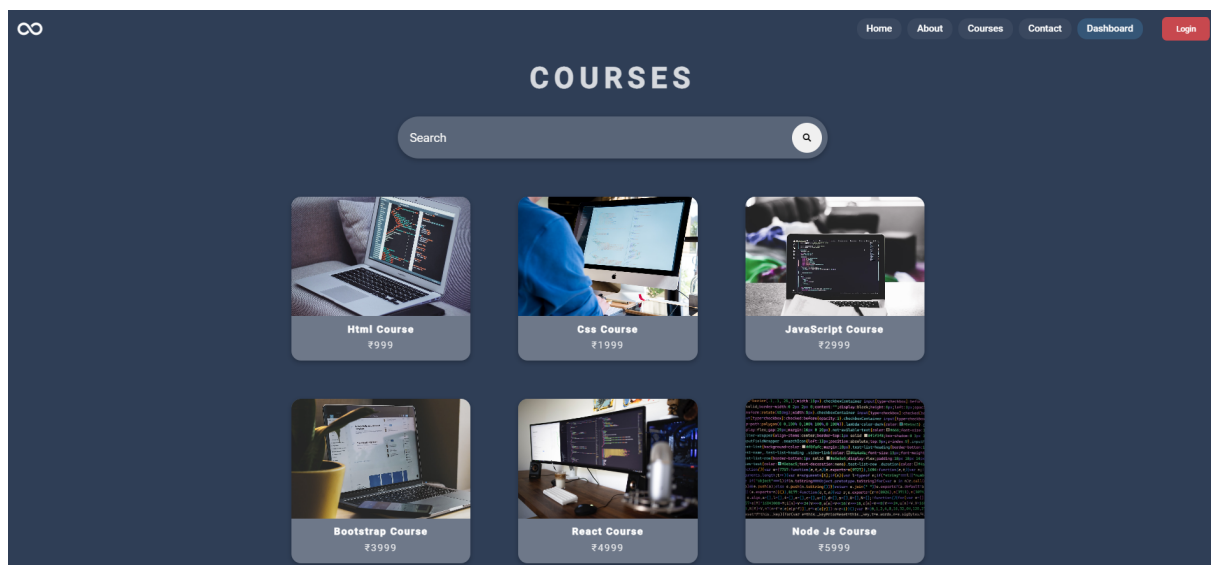 Home About Courses Contact Dashboard Login
COURSES
Search
Html Course
₹999
Css Course
₹1999
JavaScript Course
₹2999
Bootstrap Course
₹3999
React Course
₹4999
Node Js Course
₹5999